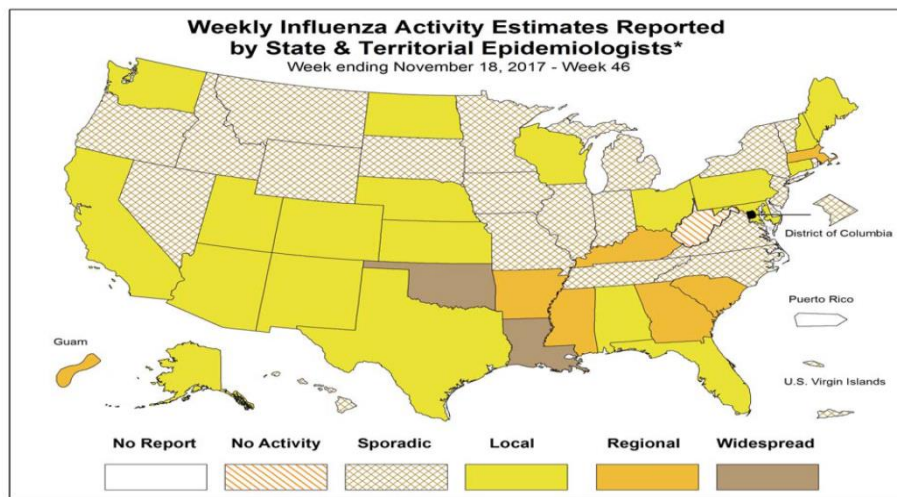 Weekly Influenza Activity Estimates Reported
by State & Territorial Epidemiologists*
Week ending November 18, 2017 - Week 46
District of Columbia
Puerto Rico
Guam
U.S. Virgin Islands
No Report No Activity Sporadic Local Regional Widespread